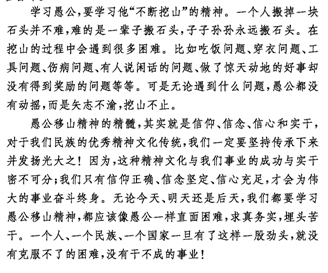 学习愚公,要学习他“不断挖山”的精神。一个人搬掉一块
石头并不难,难的是一辈子搬石头,子子孙孙永远搬石头。在
挖山的过程中会遇到很多困难。比如吃饭问题、穿衣问题、工
具问题、伤病问题、有人说闲话的问题、做了惊天动地的好事却
没有得到奖励的问题等等。可是无论遇到什么问题,愚公都没
有动摇,而是矢志不渝,挖山不止。
愚公移山精神的精髓,其实就是信仰、信念、信心和实干,
对于我们民族的优秀精神文化传统,我们一定要坚持传承下来
并发扬光大之！因为,这种精神文化与我们事业的成功与实干
密不可分;我们只有信仰正确、信念坚定、信心充足,才会为伟
大的事业奋斗终身。无论今天、明天还是后天,我们都要学习
愚公移山精神,都应该像愚公一样直面困难,求真务实,埋头苦
干。一个人、一个民族、一个国家一旦有了这样一股劲头,就没
有克服不了的困难,没有干不成的事业!